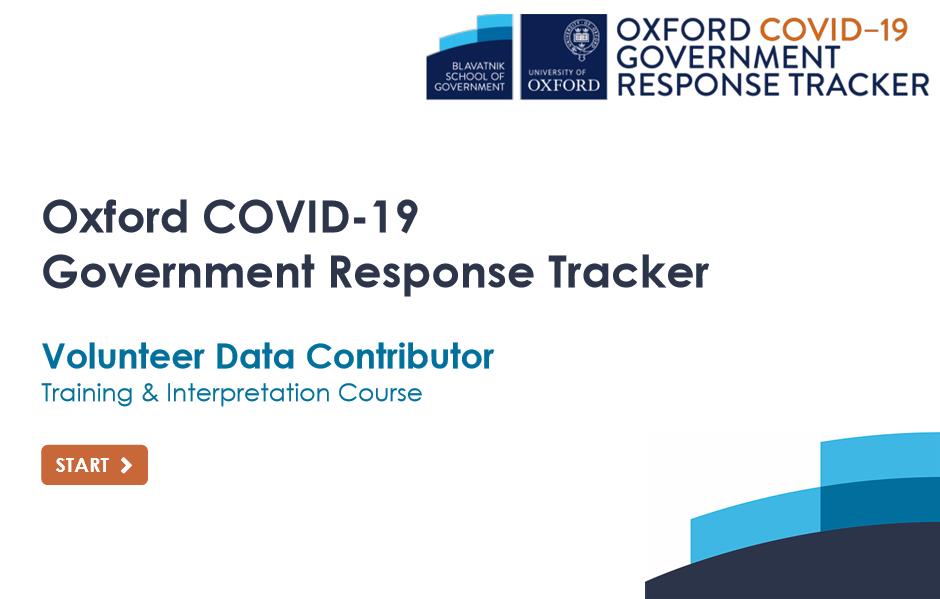 BLAVATNIK
SCHOOL OF
GOVERNMENT
UNIVERSITY OF
OXFORD
OXFORD COVID-19
GOVERNMENT
RESPONSE TRACKER
Oxford COVID-19
Government Response Tracker
Volunteer Data Contributor
Training & Interpretation Course
START